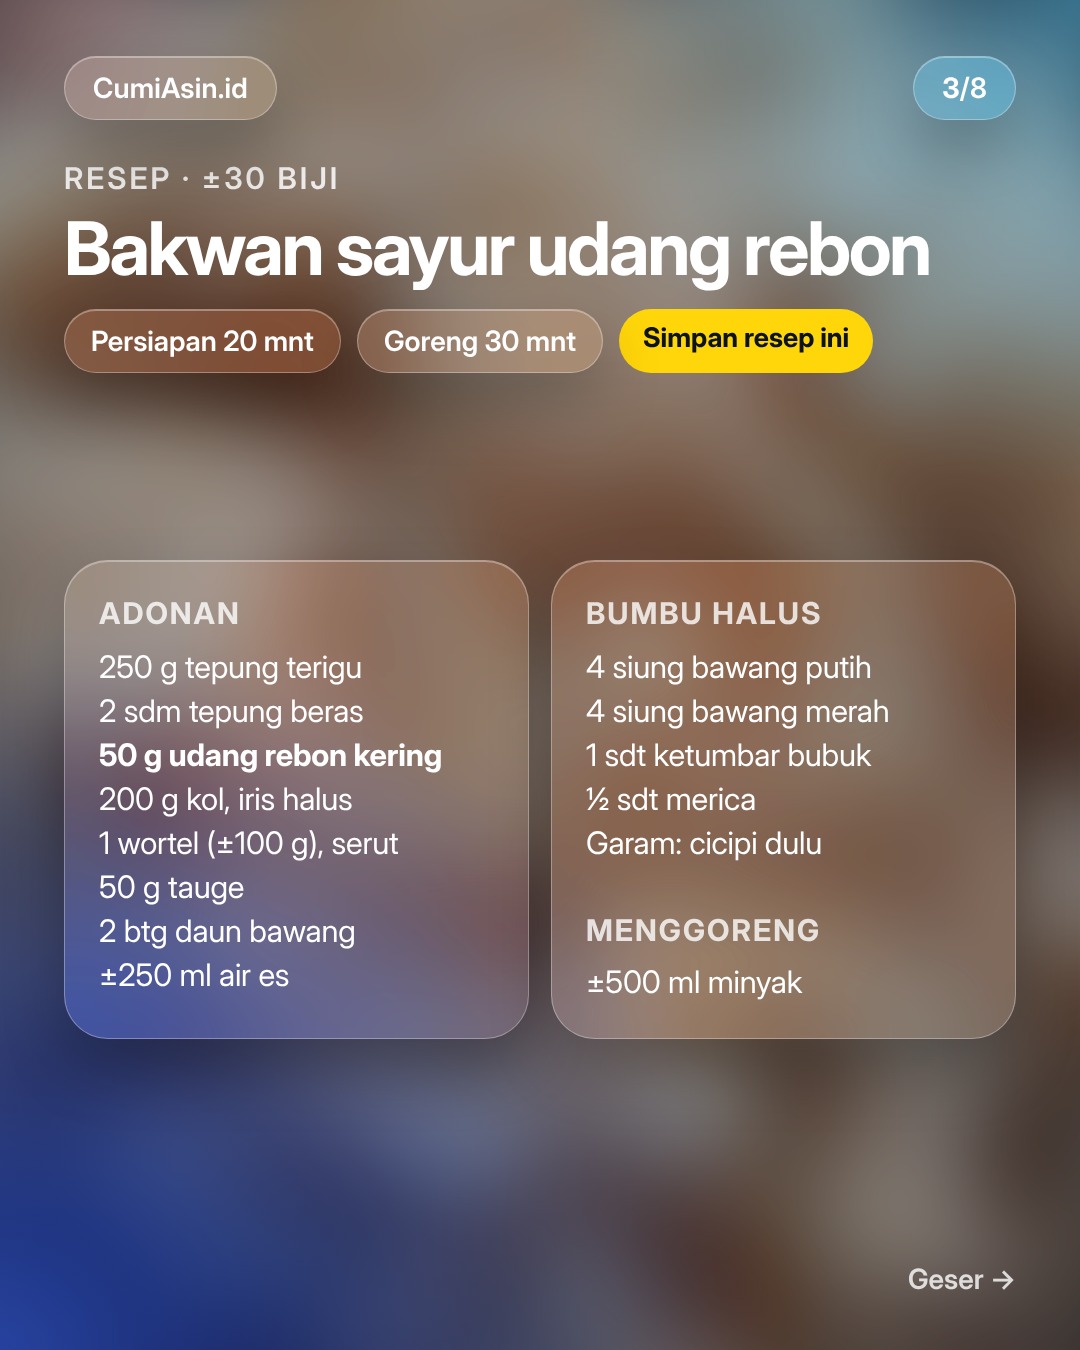 CumiAsin.id
3/8
RESEP · ±30 BIJI
Bakwan sayur udang rebon
Persiapan 20 mnt
Goreng 30 mnt
Simpan resep ini
ADONAN
250 g tepung terigu
2 sdm tepung beras
50 g udang rebon kering
200 g kol, iris halus
1 wortel (±100 g), serut
50 g tauge
2 btg daun bawang
±250 ml air es
BUMBU HALUS
4 siung bawang putih
4 siung bawang merah
1 sdt ketumbar bubuk
½ sdt merica
Garam: cicipi dulu
MENGGORENG
±500 ml minyak
Geser →